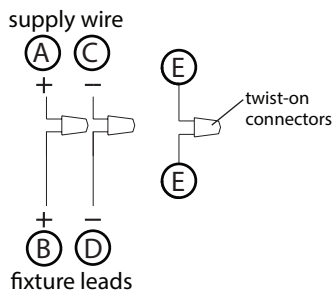 supply wire
A C
E
+ –
twist-on
connectors
E
+ –
B D
fixture leads